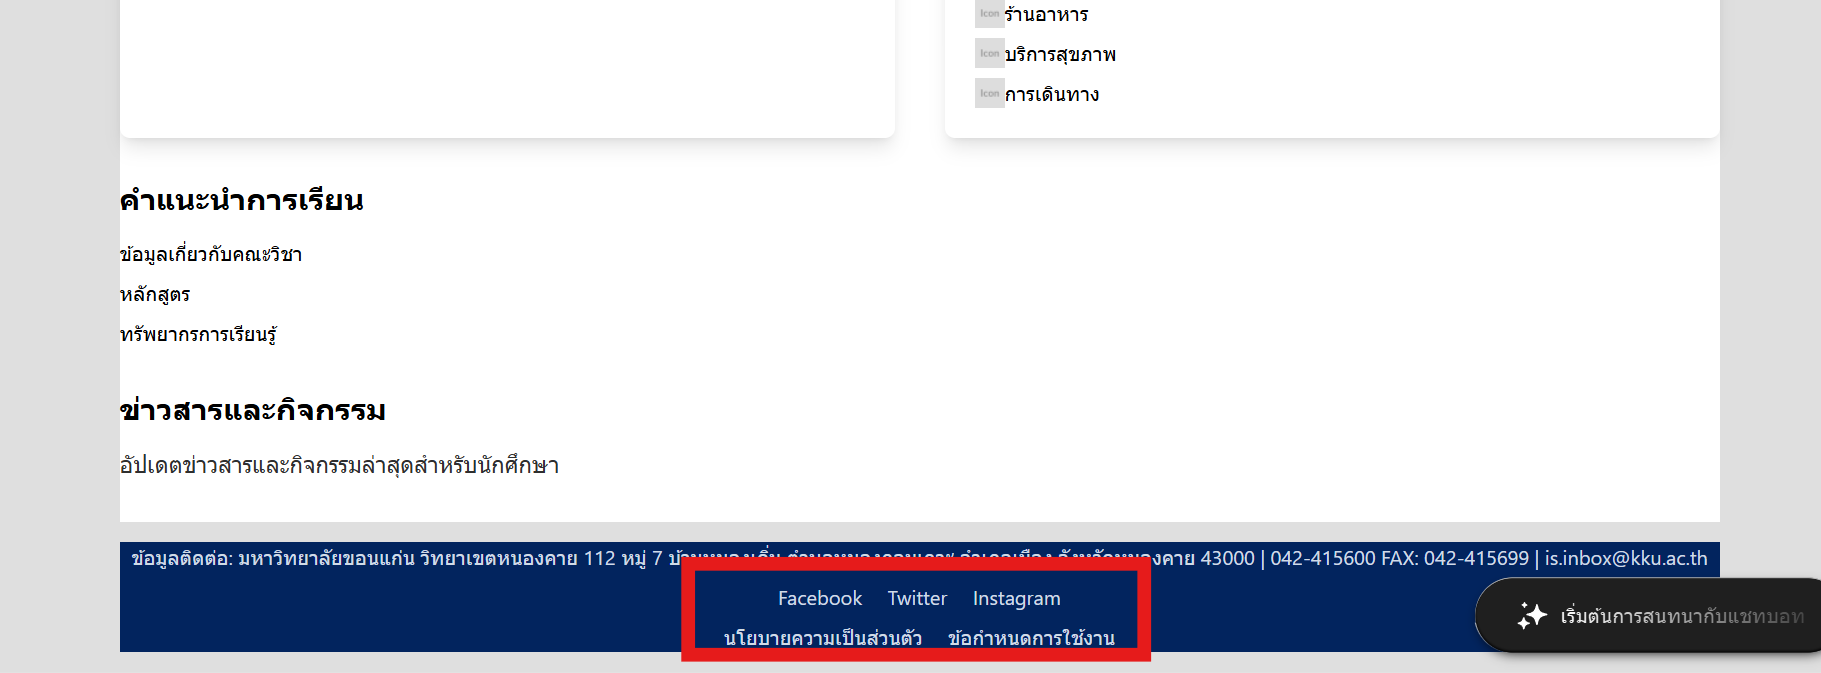 Icon ร้านอาหาร
Icon บริการสุขภาพ
Icon การเดินทาง
คำแนะนำการเรียน
ข้อมูลเกี่ยวกับคณะวิชา
หลักสูตร
ทรัพยากรการเรียนรู้
ข่าวสารและกิจกรรม
อัปเดตข่าวสารและกิจกรรมล่าสุดสำหรับนักศึกษา
ข้อมูลติดต่อ: มหาวิทยาลัยขอนแก่น วิทยาเขตหนองคาย 112 หมู่ 7 43000 | 042-415600 FAX: 042-415699 | is.inbox@kku.ac.th
Facebook Twitter Instagram
นโยบายความเป็นส่วนตัว ข้อกำหนดการใช้งาน
เริ่มต้นการสนทนากับแชทบอท